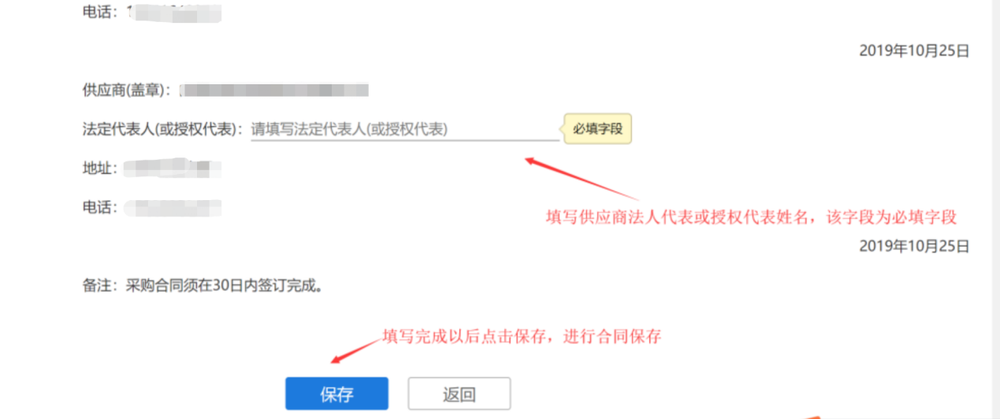 电话：
2019年10月25日
供应商(盖章)：
法定代表人(或授权代表)：请填写法定代表人(或授权代表) 必填字段
地址：
电话：
填写供应商法人代表或授权代表姓名，该字段为必填字段
2019年10月25日
备注：采购合同须在30日内签订完成。
填写完成以后点击保存，进行合同保存
保存 返回